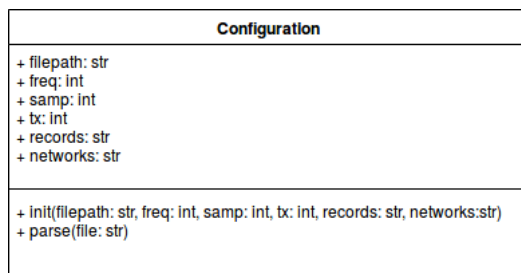 Configuration
+ filepath: str
+ freq: int
+ samp: int
+ tx: int
+ records: str
+ networks: str
+ init(filepath: str, freq: int, samp: int, tx: int, records: str, networks:str)
+ parse(file: str)